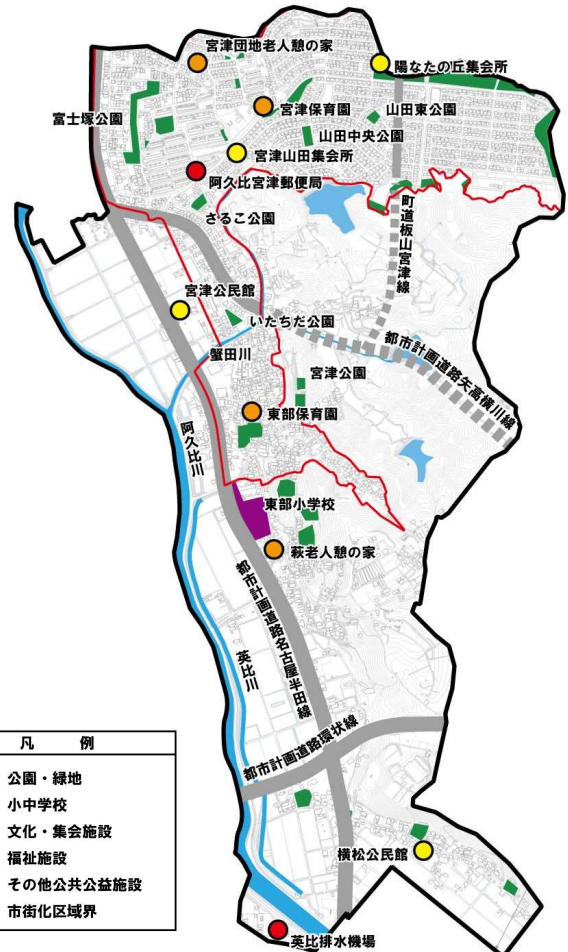 宮津団地老人憩の家
陽なたの丘集会所
富士塚公園
宮津保育園
山田東公園
山田中央公園
宮津山田集会所
阿久比宮津郵便局
さるこ公園
町道板山宮津線
宮津公民館
いたちだ公園
蟹田川
都市計画道路矢高横川線
宮津公園
東部保育園
阿久比川
東部小学校
萩老人憩の家
都市計画道路名古屋半田線
英比川
都市計画道路環状線
横松公民館
英比排水機場
凡 例
公園・緑地
小中学校
文化・集会施設
福祉施設
その他公共公益施設
市街化区域界